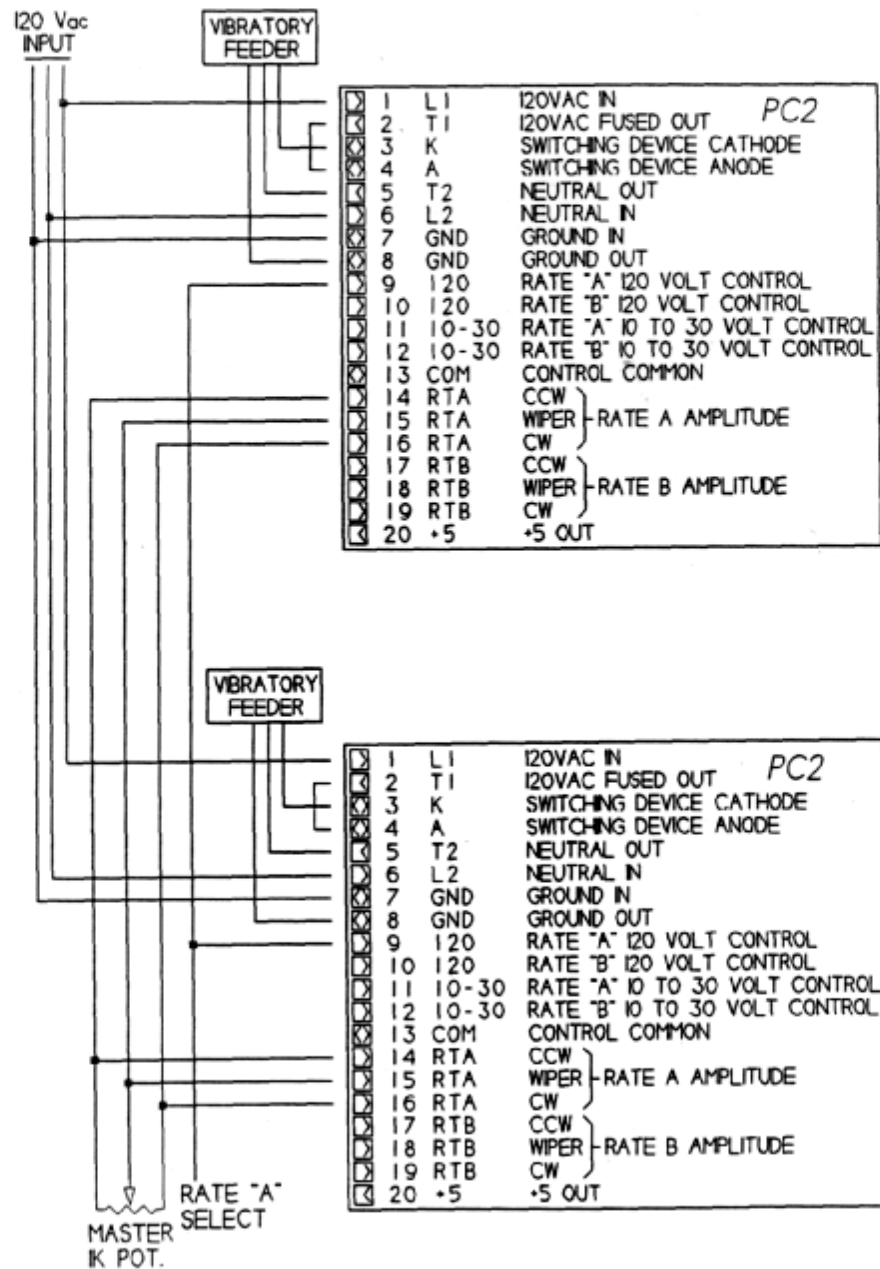 120 Vac
INPUT
VIBRATORY
FEEDER
PC2
1 L1 120VAC IN
2 T1 120VAC FUSED OUT
3 K SWITCHING DEVICE CATHODE
4 A SWITCHING DEVICE ANODE
5 T2 NEUTRAL OUT
6 L2 NEUTRAL IN
7 GND GROUND IN
8 GND GROUND OUT
9 120 RATE "A" 120 VOLT CONTROL
10 120 RATE "B" 120 VOLT CONTROL
11 10-30 RATE "A" 10 TO 30 VOLT CONTROL
12 10-30 RATE "B" 10 TO 30 VOLT CONTROL
13 COM CONTROL COMMON
14 RTA CCW
15 RTA WIPER RATE A AMPLITUDE
16 RTA CW
17 RTB CCW
18 RTB WIPER RATE B AMPLITUDE
19 RTB CW
20 +5 +5 OUT
VIBRATORY
FEEDER
PC2
1 L1 120VAC IN
2 T1 120VAC FUSED OUT
3 K SWITCHING DEVICE CATHODE
4 A SWITCHING DEVICE ANODE
5 T2 NEUTRAL OUT
6 L2 NEUTRAL IN
7 GND GROUND IN
8 GND GROUND OUT
9 120 RATE "A" 120 VOLT CONTROL
10 120 RATE "B" 120 VOLT CONTROL
11 10-30 RATE "A" 10 TO 30 VOLT CONTROL
12 10-30 RATE "B" 10 TO 30 VOLT CONTROL
13 COM CONTROL COMMON
14 RTA CCW
15 RTA WIPER RATE A AMPLITUDE
16 RTA CW
17 RTB CCW
18 RTB WIPER RATE B AMPLITUDE
19 RTB CW
20 +5 +5 OUT
MASTER
1K POT.
RATE "A"
SELECT